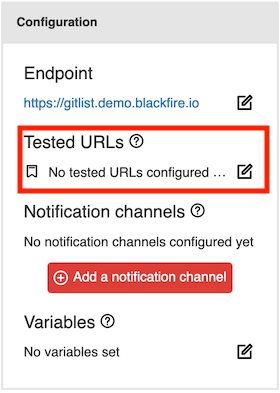 Configuration
Endpoint
https://gitlist.demo.blackfire.io
Tested URLs
No tested URLs configured ...
Notification channels
No notification channels configured yet
Add a notification channel
Variables
No variables set